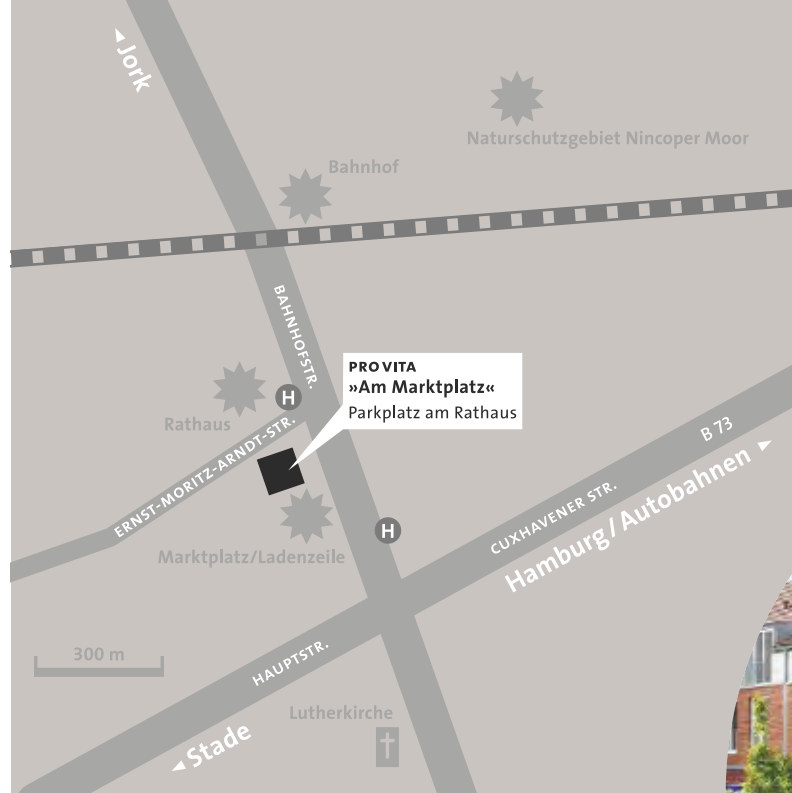 Jork
Naturschutzgebiet Nincoper Moor
Bahnhof
BAHNHOFSTR.
PRO VITA
»Am Marktplatz«
Parkplatz am Rathaus
H
Rathaus
ERNST-MORITZ-ARNDT-STR.
B 73
H
CUXHAVENER STR.
Hamburg/Autobahnen
Marktplatz/Ladenzeile
300 m
HAUPTSTR.
Lutherkirche
Stade